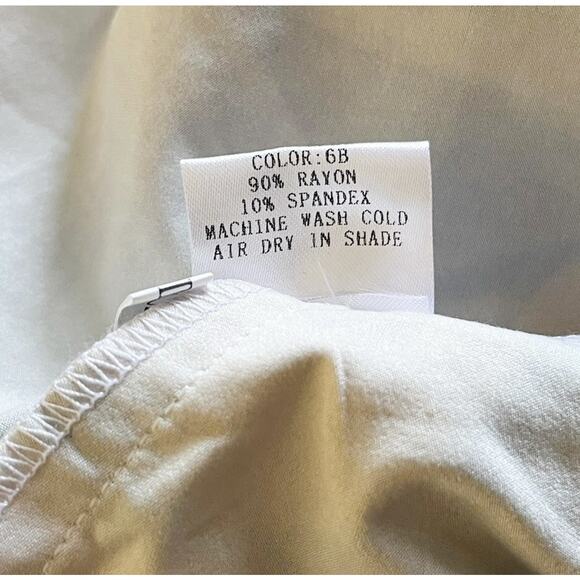 COLOR:6B
90% RAYON
10% SPANDEX
MACHINE WASH COLD
AIR DRY IN SHADE